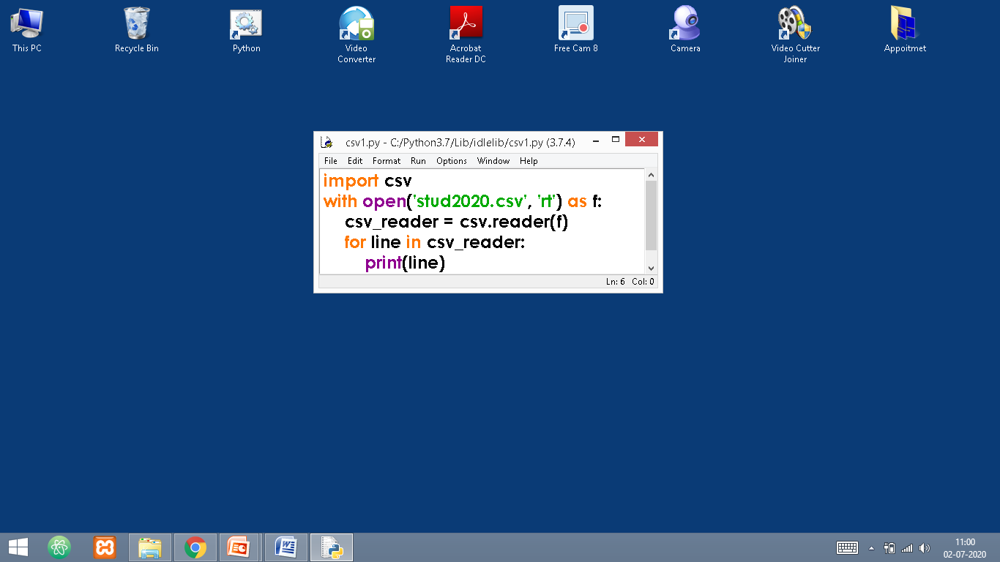 This PC
Recycle Bin
Python
Video
Converter
Acrobat
Reader DC
Free Cam 8
Camera
Video Cutter
Joiner
Appoitmet
csv1.py - C:/Python3.7/Lib/idlelib/csv1.py (3.7.4)
File Edit Format Run Options Window Help
import csv
with open('stud2020.csv', 'rt') as f:
    csv_reader = csv.reader(f)
    for line in csv_reader:
        print(line)
Ln: 6 Col: 0
11:00
02-07-2020